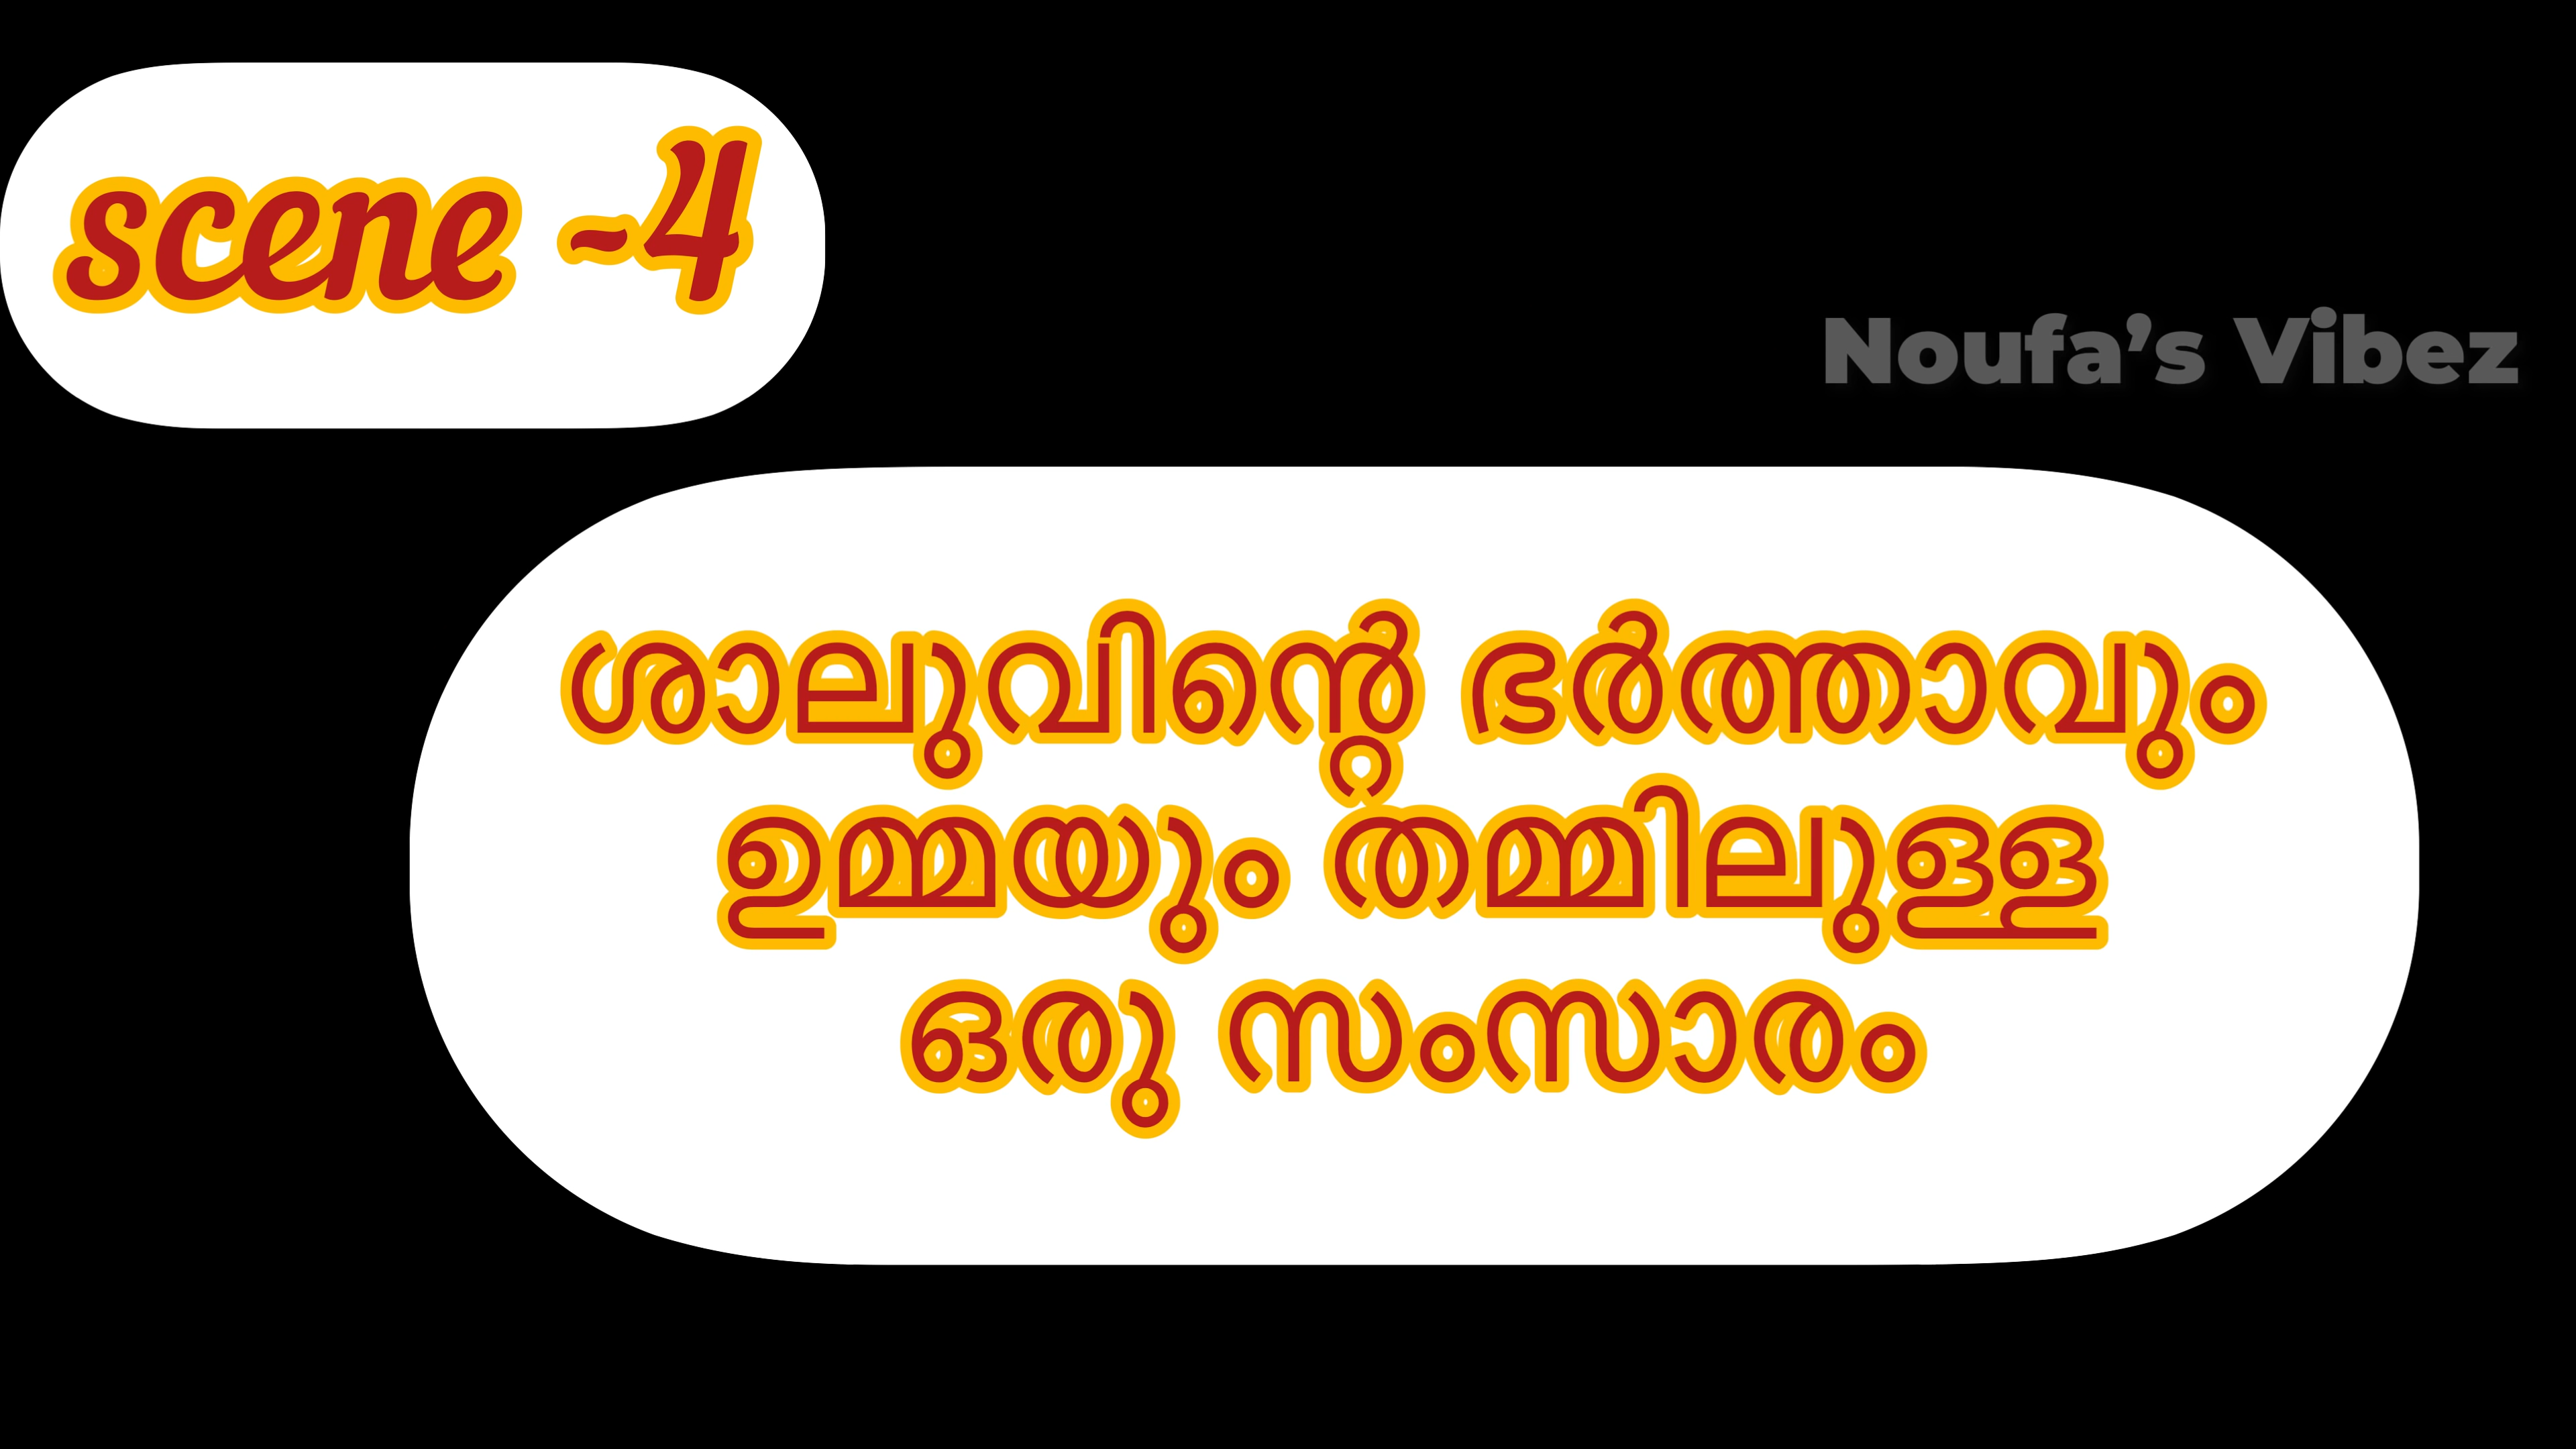 scene -4
Noufa's Vibez
ശാലുവിന്റെർ ഭർത്താവും
ഉമ്മയും തമ്മിലുള്ള
ഒരു സംസാരം